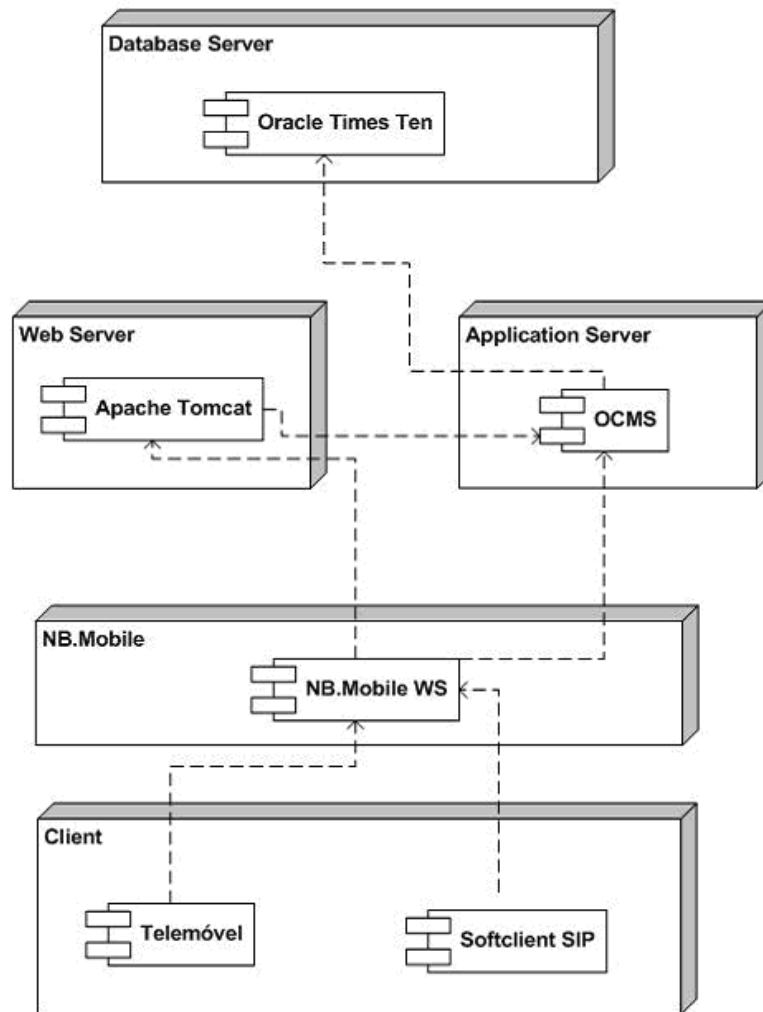 Database Server
Oracle Times Ten
Web Server
Apache Tomcat
Application Server
OCMS
NB.Mobile
NB.Mobile WS
Client
Telemóvel
Softclient SIP